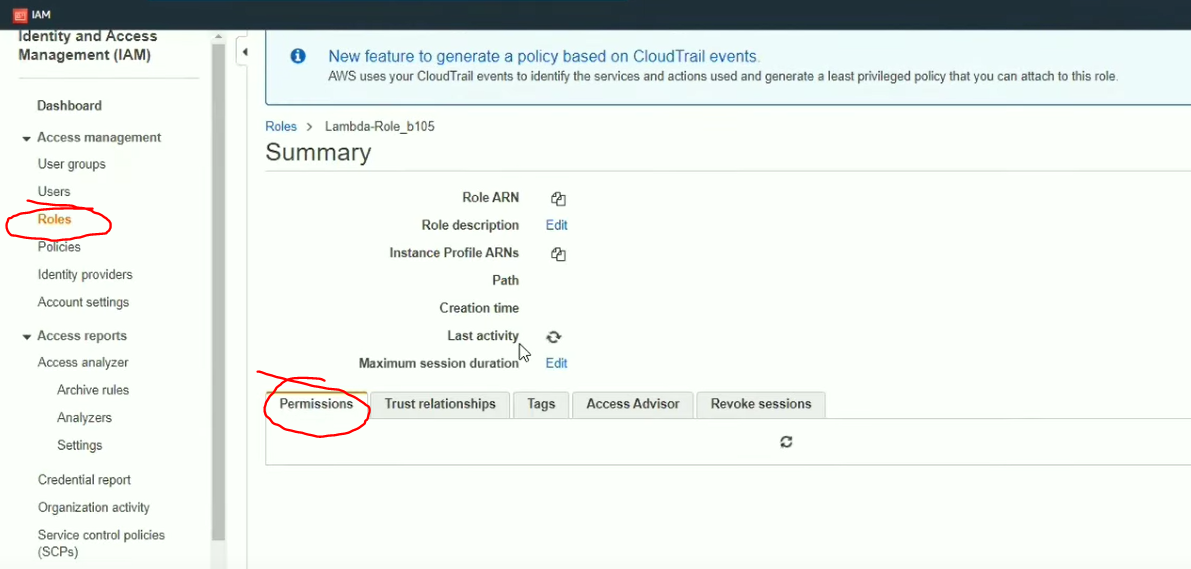 IAM
Identity and Access
Management (IAM)
Dashboard
Access management
User groups
Users
Roles
Policies
Identity providers
Account settings
Access reports
Access analyzer
Archive rules
Analyzers
Settings
Credential report
Organization activity
Service control policies
(SCPs)
New feature to generate a policy based on CloudTrail events.
AWS uses your CloudTrail events to identify the services and actions used and generate a least privileged policy that you can attach to this role.
Roles > Lambda-Role_b105
Summary
Role ARN
Role description Edit
Instance Profile ARNs
Path
Creation time
Last activity
Maximum session duration Edit
Permissions Trust relationships Tags Access Advisor Revoke sessions